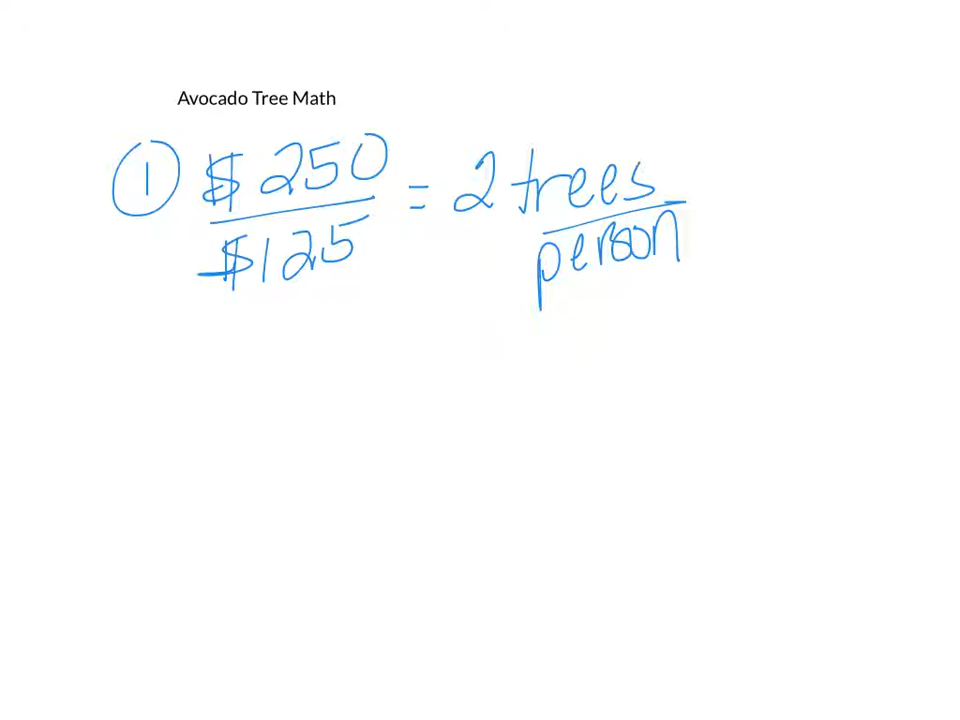 Avocado Tree Math
① $250 = 2 trees
$125 person